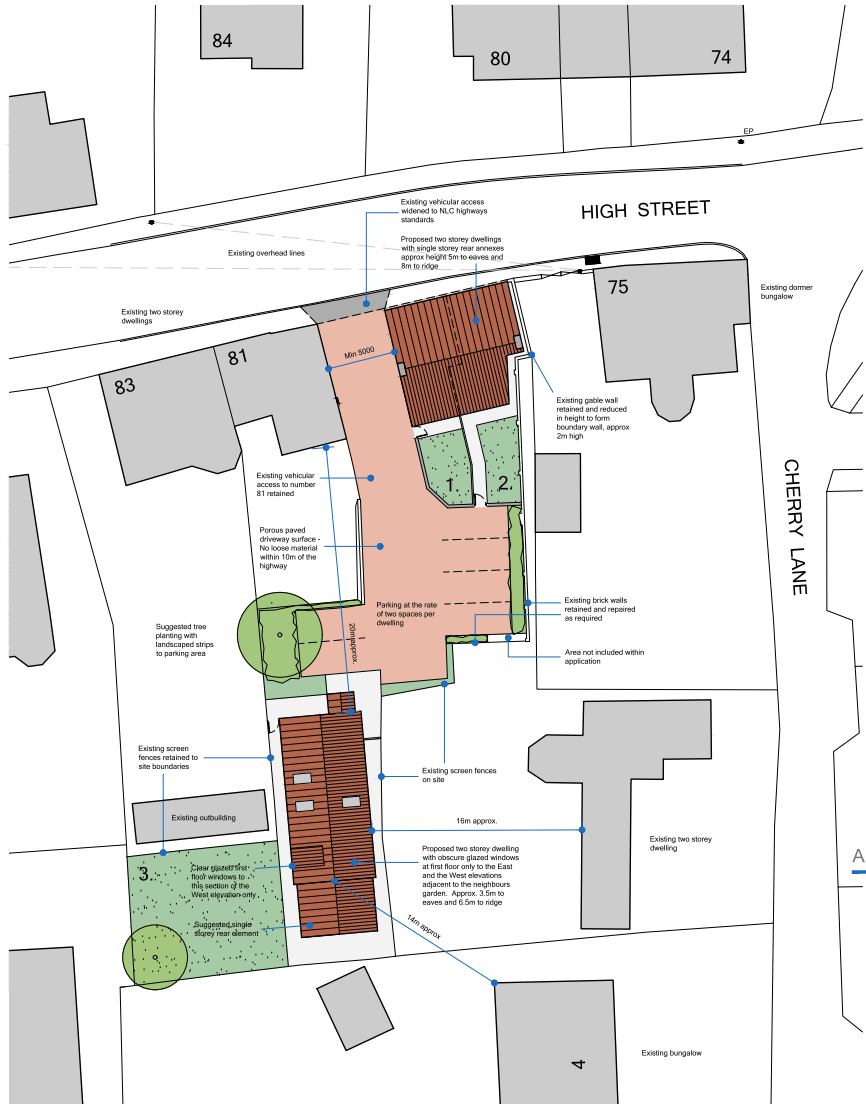 84
80
74
EP
HIGH STREET
Existing vehicular access
widened to NLC highways
standards
Proposed two storey dwellings
with single storey rear annexes
approx height 5m to eaves and
8m to ridge
Existing overhead lines
75
Existing dormer
bungalow
Existing two storey
dwellings
81
83
Min 5000
Existing gable wall
retained and reduced
in height to form
boundary wall, approx
2m high
CHERRY LANE
Existing vehicular
access to number
81 retained
1.
2.
Porous paved
driveway surface -
No loose material
within 10m of the
highway
Parking at the rate
of two spaces per
dwelling
Existing brick walls
retained and repaired
as required
Suggested tree
planting with
landscaped strips
to parking area
20m approx.
Area not included within
application
Existing screen
fences retained to
site boundaries
Existing screen fences
on site
Existing outbuilding
16m approx.
Existing two storey
dwelling
A
3.
Clear glazed first
floor windows to
this section of the
West elevation only
Proposed two storey dwelling
with obscure glazed windows
at first floor only to the East
and the West elevations
adjacent to the neighbours
garden. Approx. 3.5m to
eaves and 6.5m to ridge
Suggested single
storey rear element
14m approx
4
Existing bungalow